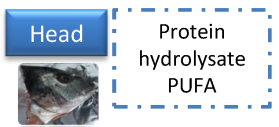 Head
Protein
hydrolysate
PUFA